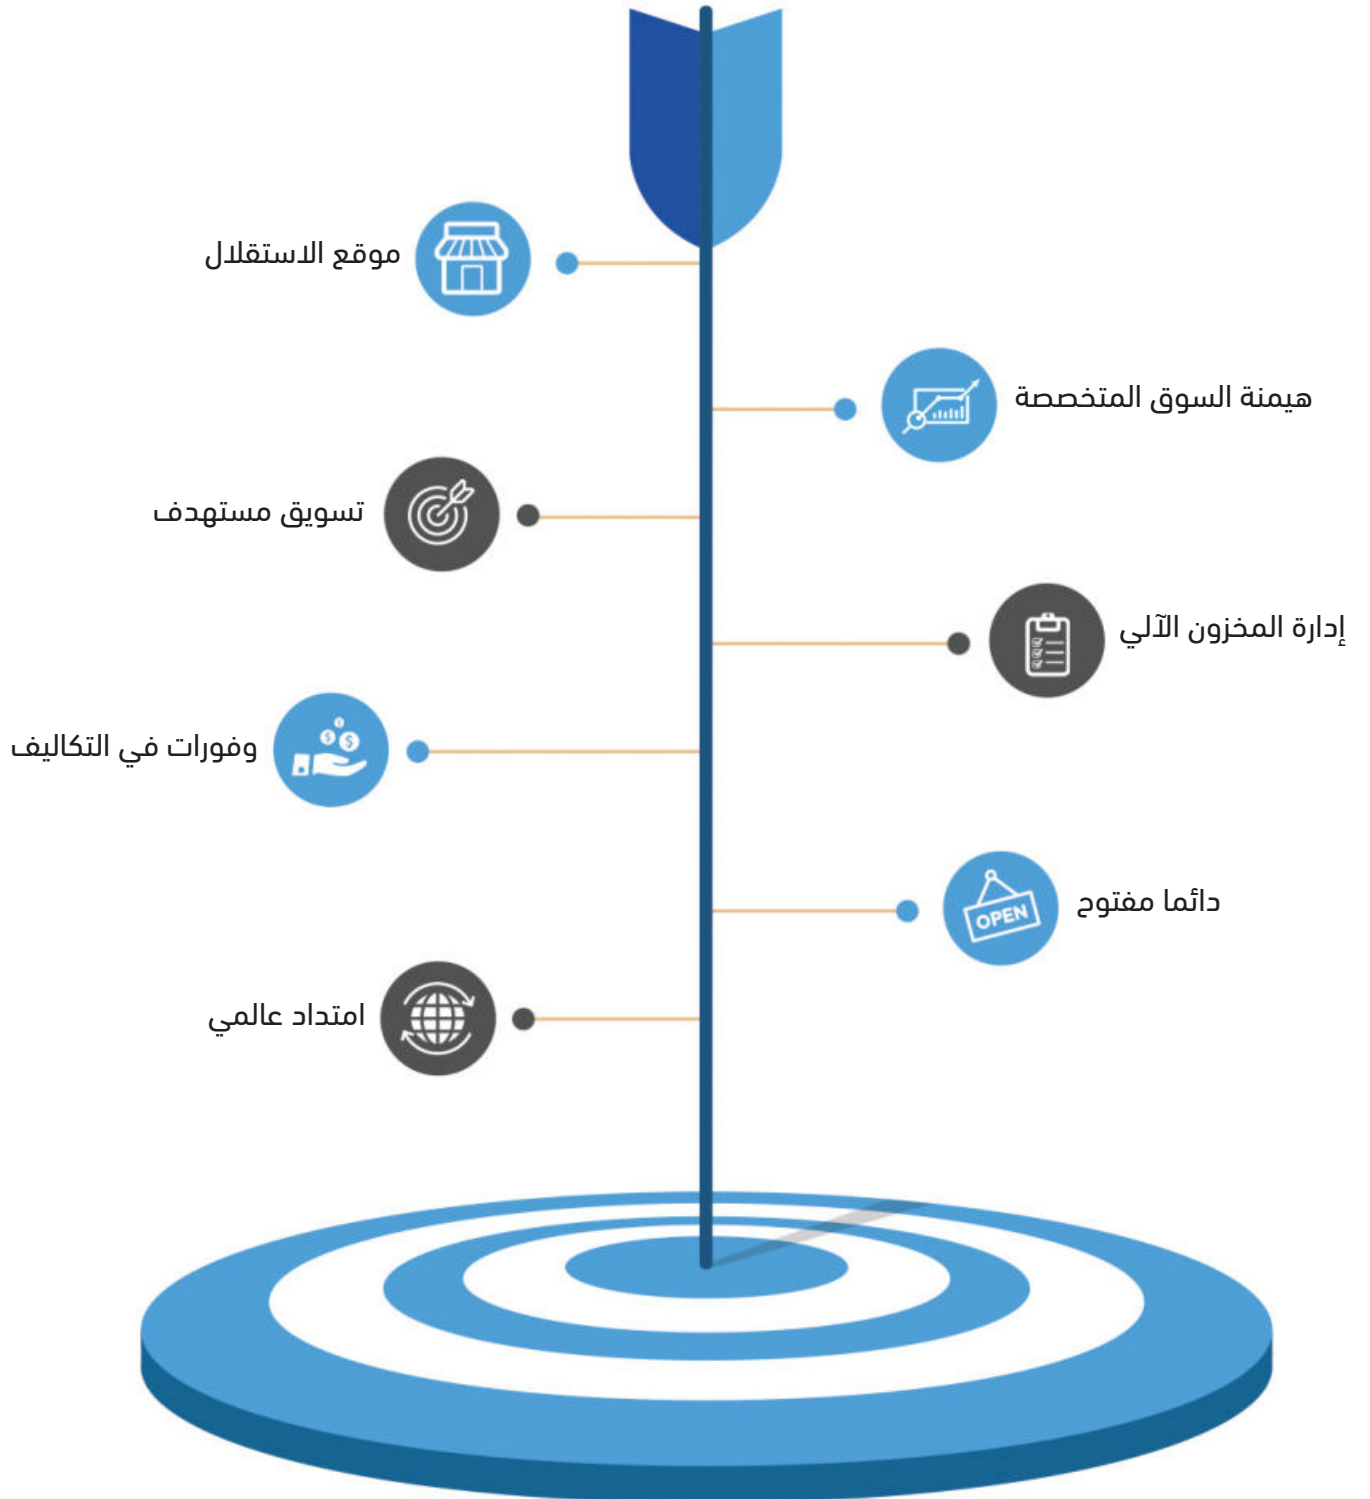 موقع الاستقلال
هيمنة السوق المتخصصة
تسويق مستهدف
إدارة المخزون الآلي
وفورات في التكاليف
دائما مفتوح
OPEN
امتداد عالمي